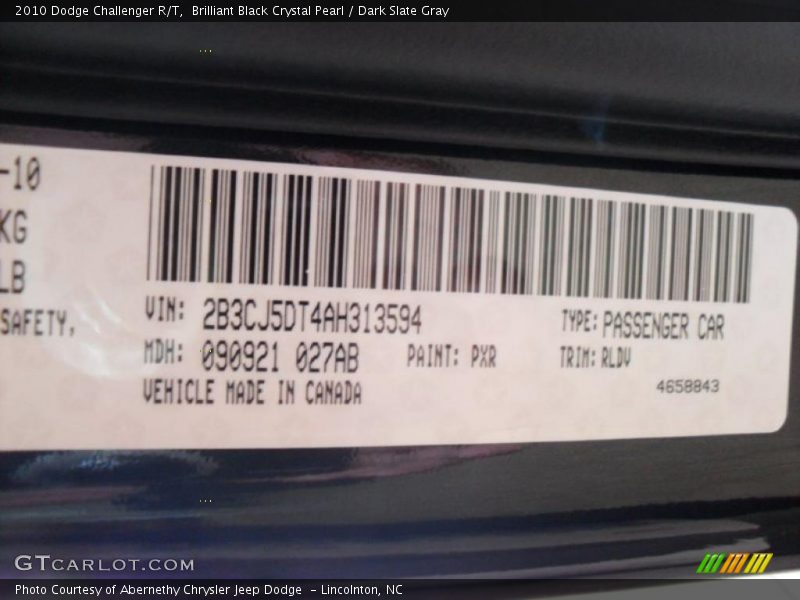 2010 Dodge Challenger R/T, Brilliant Black Crystal Pearl / Dark Slate Gray
-10
KG
LB
SAFETY.
VIN: 2B3CJ5DT4AH313594 TYPE: PASSENGER CAR
MDH: 090921 027AB PAINT: PXR TRIM: RLDV
VEHICLE MADE IN CANADA 4658843
GTCARLOT.COM
Photo Courtesy of Abernethy Chrysler Jeep Dodge - Lincolnton, NC